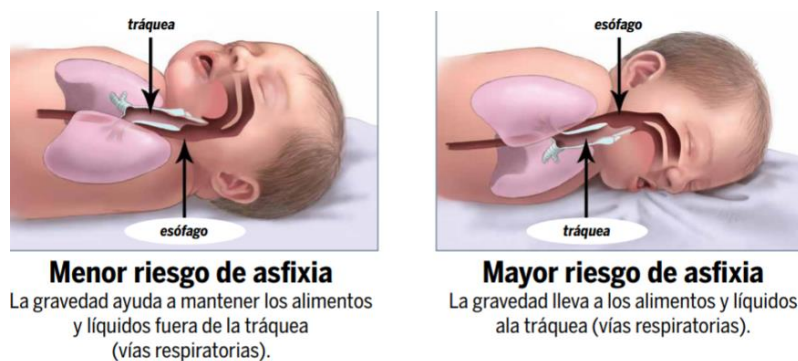 tráquea
esófago
Menor riesgo de asfixia
La gravedad ayuda a mantener los alimentos
y líquidos fuera de la tráquea
(vías respiratorias).
esófago
tráquea
Mayor riesgo de asfixia
La gravedad lleva a los alimentos y líquidos
ala tráquea (vías respiratorias).